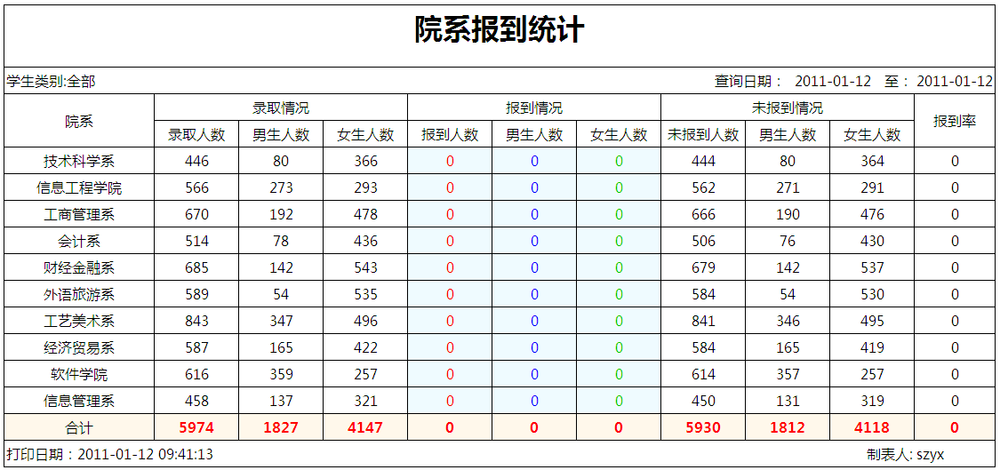 院系报到统计
学生类别:全部 查询日期： 2011-01-12 至： 2011-01-12
院系 录取情况 报到情况 未报到情况 报到率
录取人数 男生人数 女生人数 报到人数 男生人数 女生人数 未报到人数 男生人数 女生人数
技术科学系 446 80 366 0 0 0 444 80 364 0
信息工程学院 566 273 293 0 0 0 562 271 291 0
工商管理系 670 192 478 0 0 0 666 190 476 0
会计系 514 78 436 0 0 0 506 76 430 0
财经金融系 685 142 543 0 0 0 679 142 537 0
外语旅游系 589 54 535 0 0 0 584 54 530 0
工艺美术系 843 347 496 0 0 0 841 346 495 0
经济贸易系 587 165 422 0 0 0 584 165 419 0
软件学院 616 359 257 0 0 0 614 357 257 0
信息管理系 458 137 321 0 0 0 450 131 319 0
合计 5974 1827 4147 0 0 0 5930 1812 4118 0
打印日期：2011-01-12 09:41:13 制表人: szyx